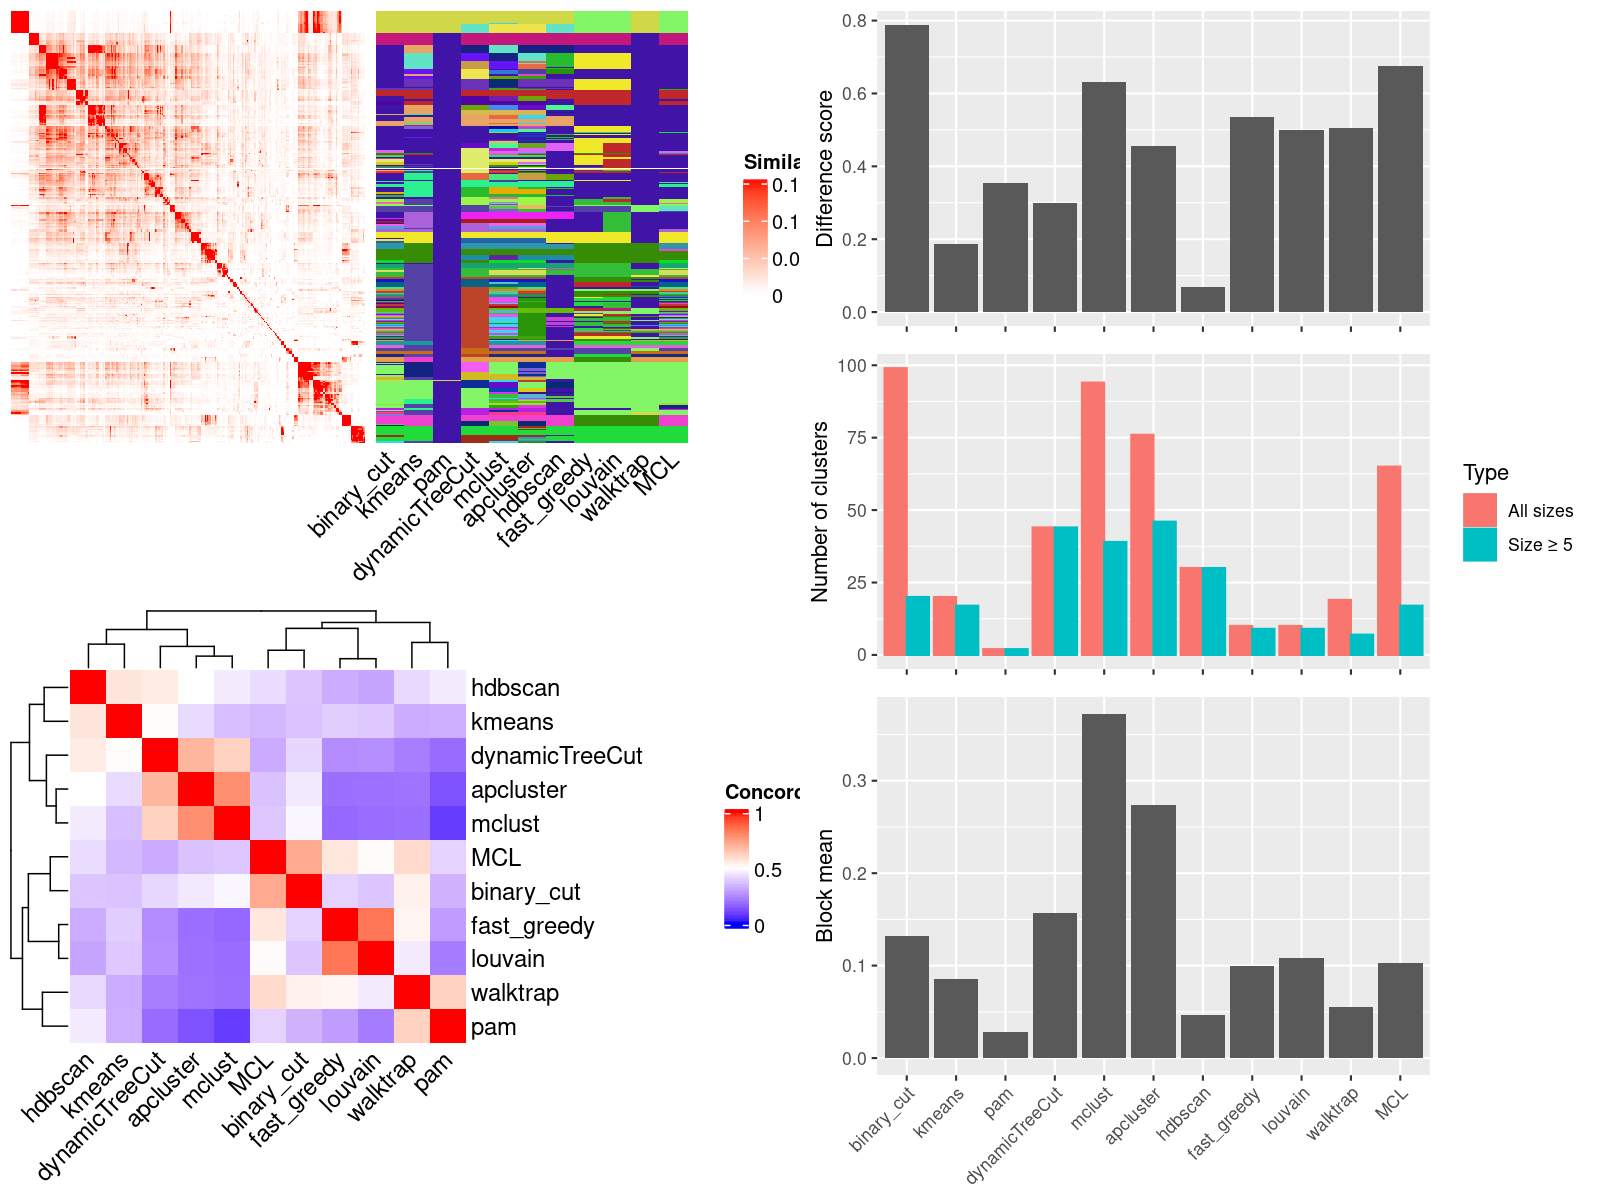 Simila
0.1
0.1
0.0
0
binary_cut
kmeans
pam
dynamicTreeCut
mclust
apcluster
hdbscan
fast_greedy
louvain
walktrap
MCL
hdbscan
kmeans
dynamicTreeCut
apcluster
mclust
MCL
binary_cut
fast_greedy
louvain
walktrap
pam
hdbscan
kmeans
dynamicTreeCut
apcluster
mclust
MCL
binary_cut
fast_greedy
louvain
walktrap
pam
Concord
1
0.5
0
Difference score
0.8
0.6
0.4
0.2
0.0
Number of clusters
100
75
50
25
0
Type
All sizes
Size ≥ 5
Block mean
0.3
0.2
0.1
0.0
binary_cut
kmeans
pam
dynamicTreeCut
mclust
apcluster
hdbscan
fast_greedy
louvain
walktrap
MCL